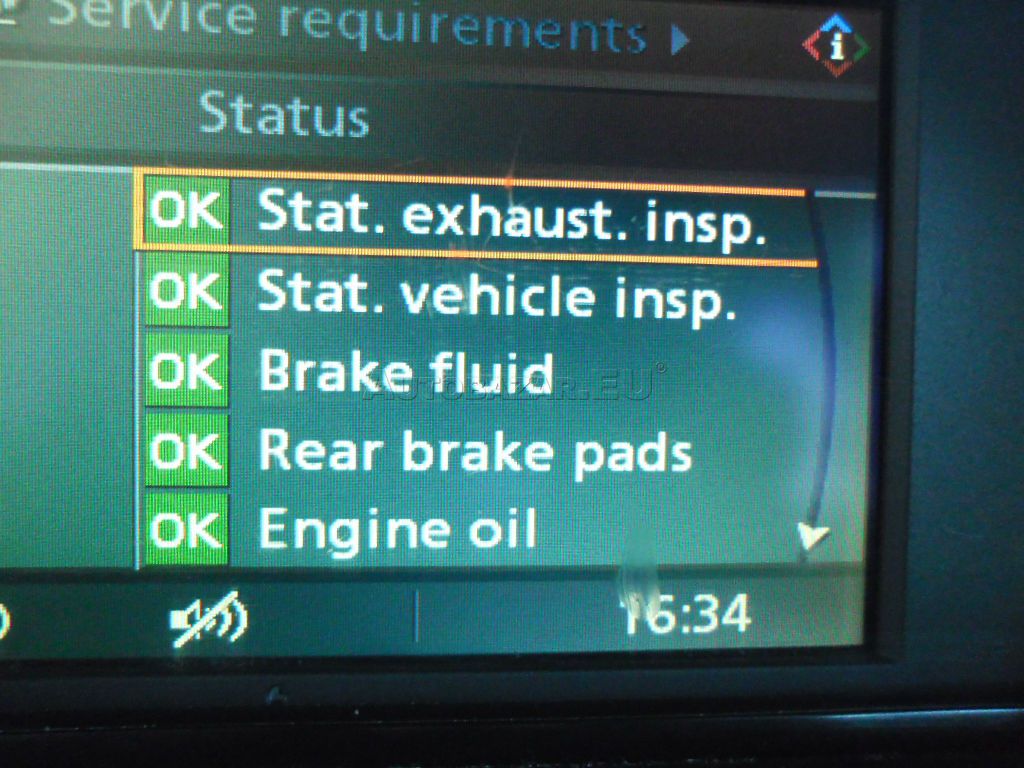 Service requirements
Status
OK Stat. exhaust. insp.
OK Stat. vehicle insp.
OK Brake fluid
AUTOBAZAR.EU
OK Rear brake pads
OK Engine oil
16:34